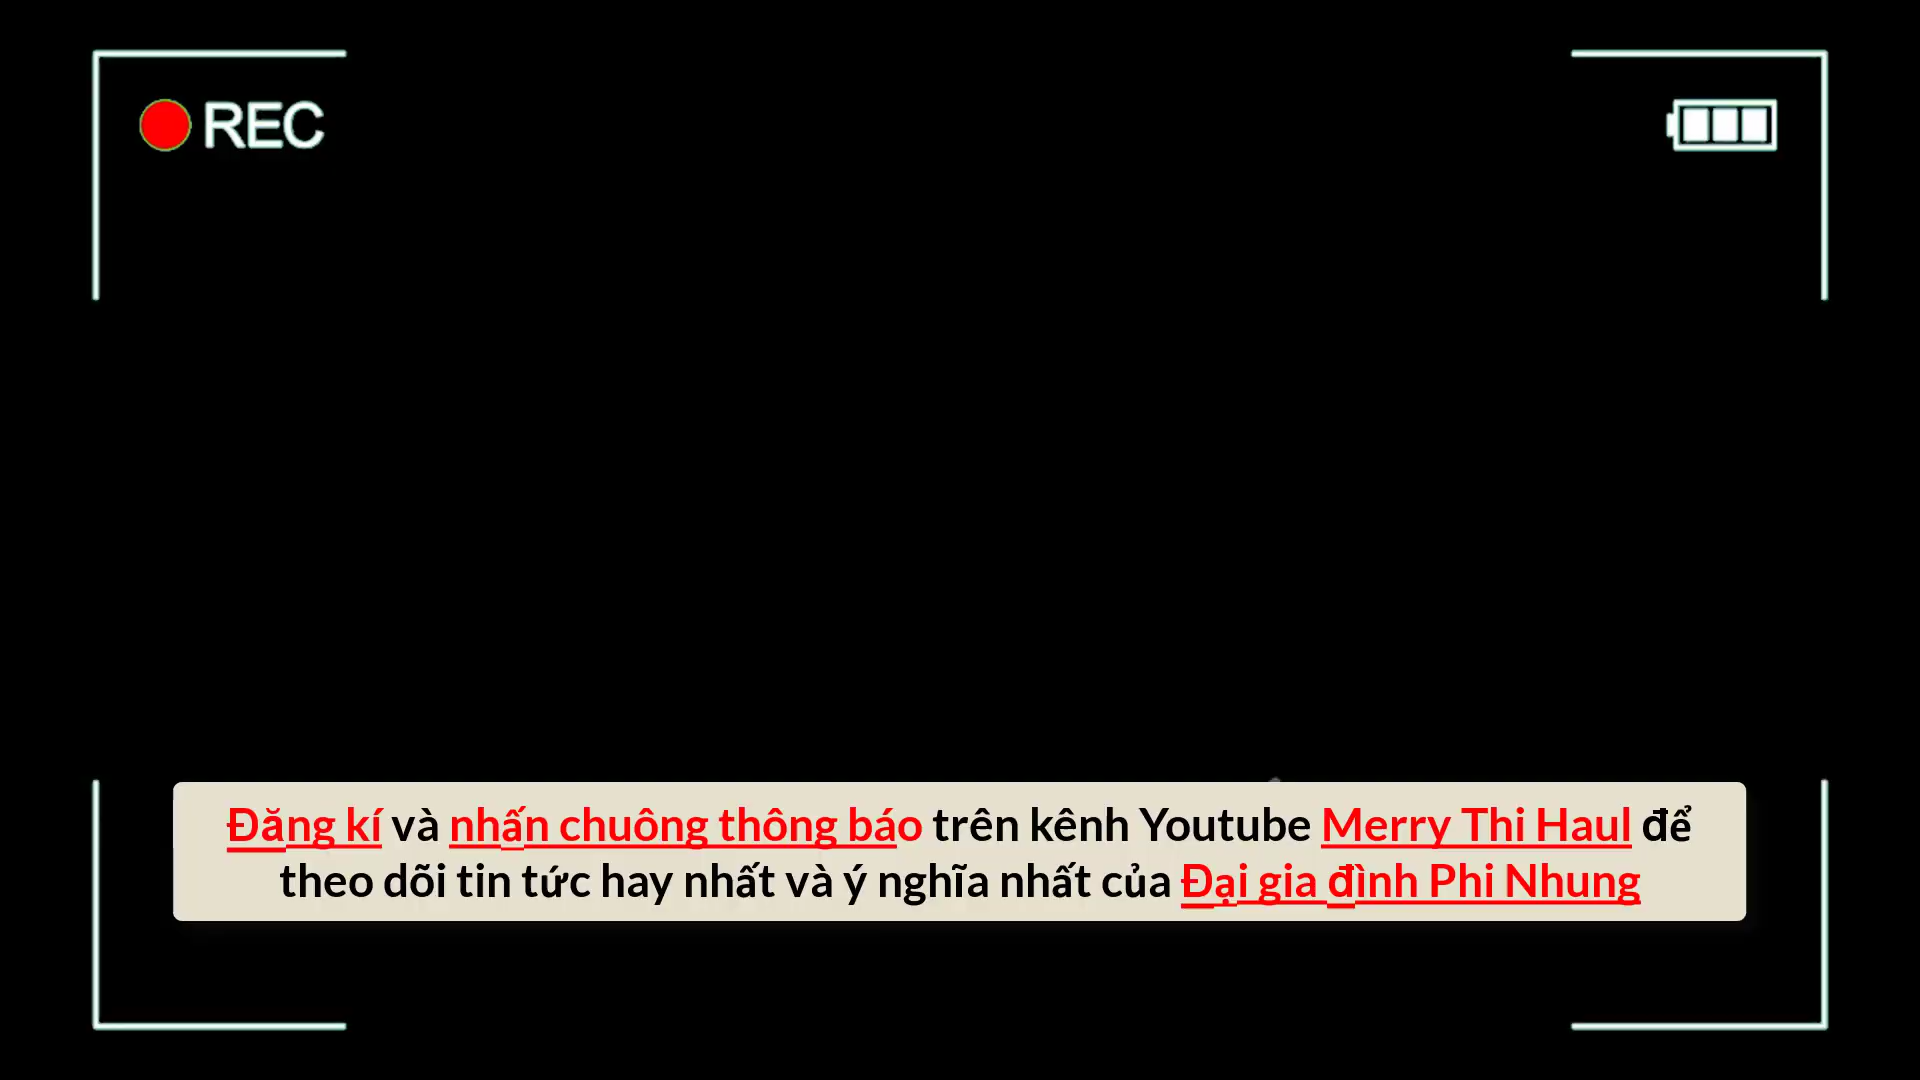 REC
Đăng kí và nhấn chuông thông báo trên kênh Youtube Merry Thi Haul để
theo dõi tin tức hay nhất và ý nghĩa nhất của Đại gia đình Phi Nhung